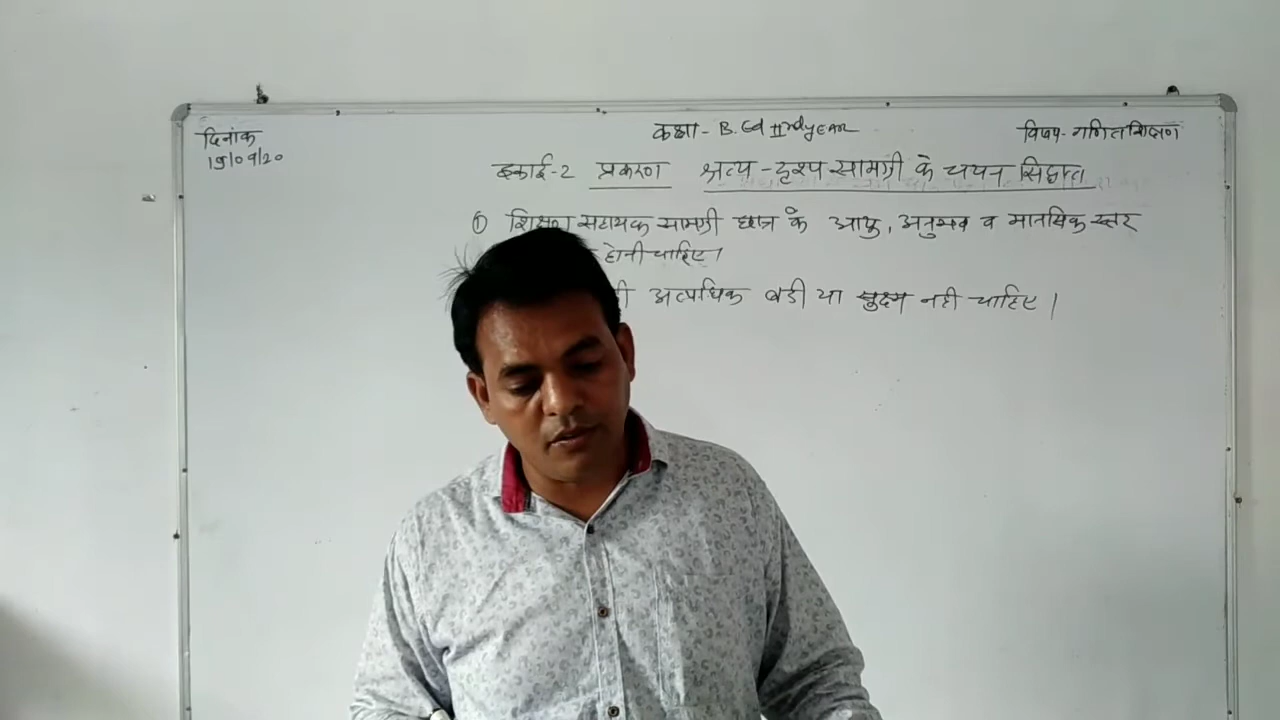 दिनांक
19/09/20
कक्षा - B.Ed IInd year
विषय - गणित शिक्षण
इकाई-2 प्रकरण श्रव्य - दृश्य सामग्री के चयन सिद्धांत
① शिक्षण सहायक सामग्री छात्र के आयु, अनुभव व मानसिक स्तर
होनी चाहिए।
अत्यधिक बडी या सुक्ष्म नही चाहिए।